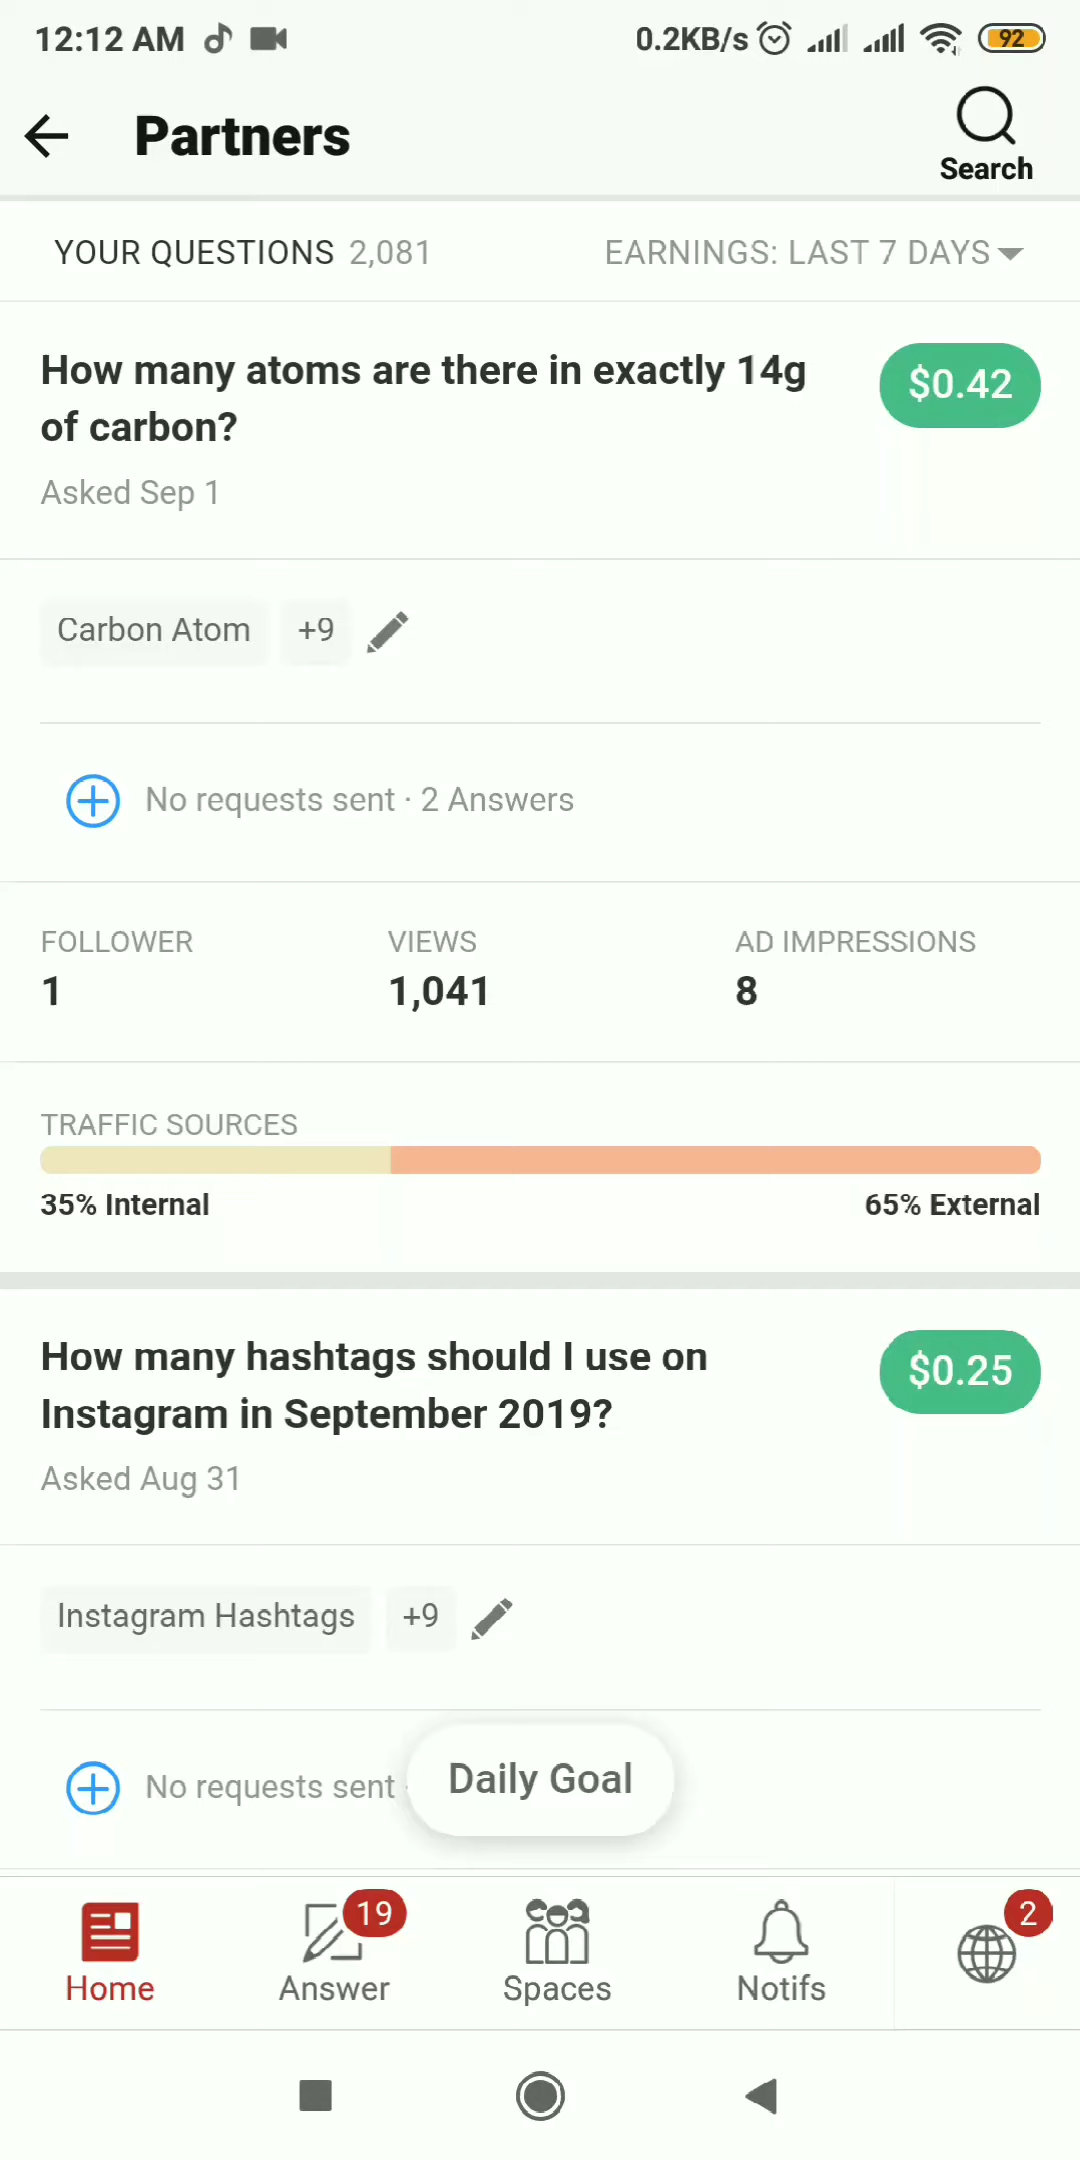 12:12 AM
0.2KB/s
92
Partners
Search
YOUR QUESTIONS 2,081
EARNINGS: LAST 7 DAYS
How many atoms are there in exactly 14g
of carbon?
$0.42
Asked Sep 1
Carbon Atom +9
No requests sent · 2 Answers
FOLLOWER VIEWS AD IMPRESSIONS
1 1,041 8
TRAFFIC SOURCES
35% Internal 65% External
How many hashtags should I use on
Instagram in September 2019?
$0.25
Asked Aug 31
Instagram Hashtags +9
No requests sent
Daily Goal
19
2
Home Answer Spaces Notifs